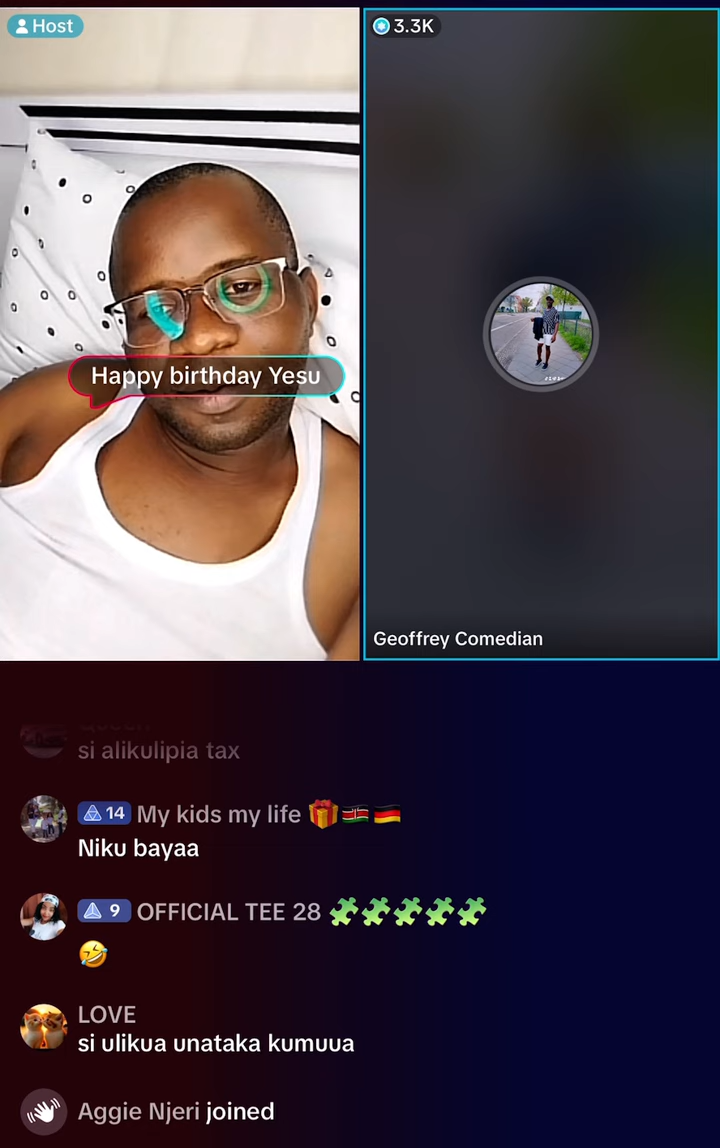 Host
3.3K
Happy birthday Yesu
Geoffrey Comedian
si alikulipia tax
14 My kids my life 🎁🇰🇪🇩🇪
Niku bayaa
9 OFFICIAL TEE 28 🧩🧩🧩🧩🧩
🤣
LOVE
si ulikua unataka kumuua
Aggie Njeri joined